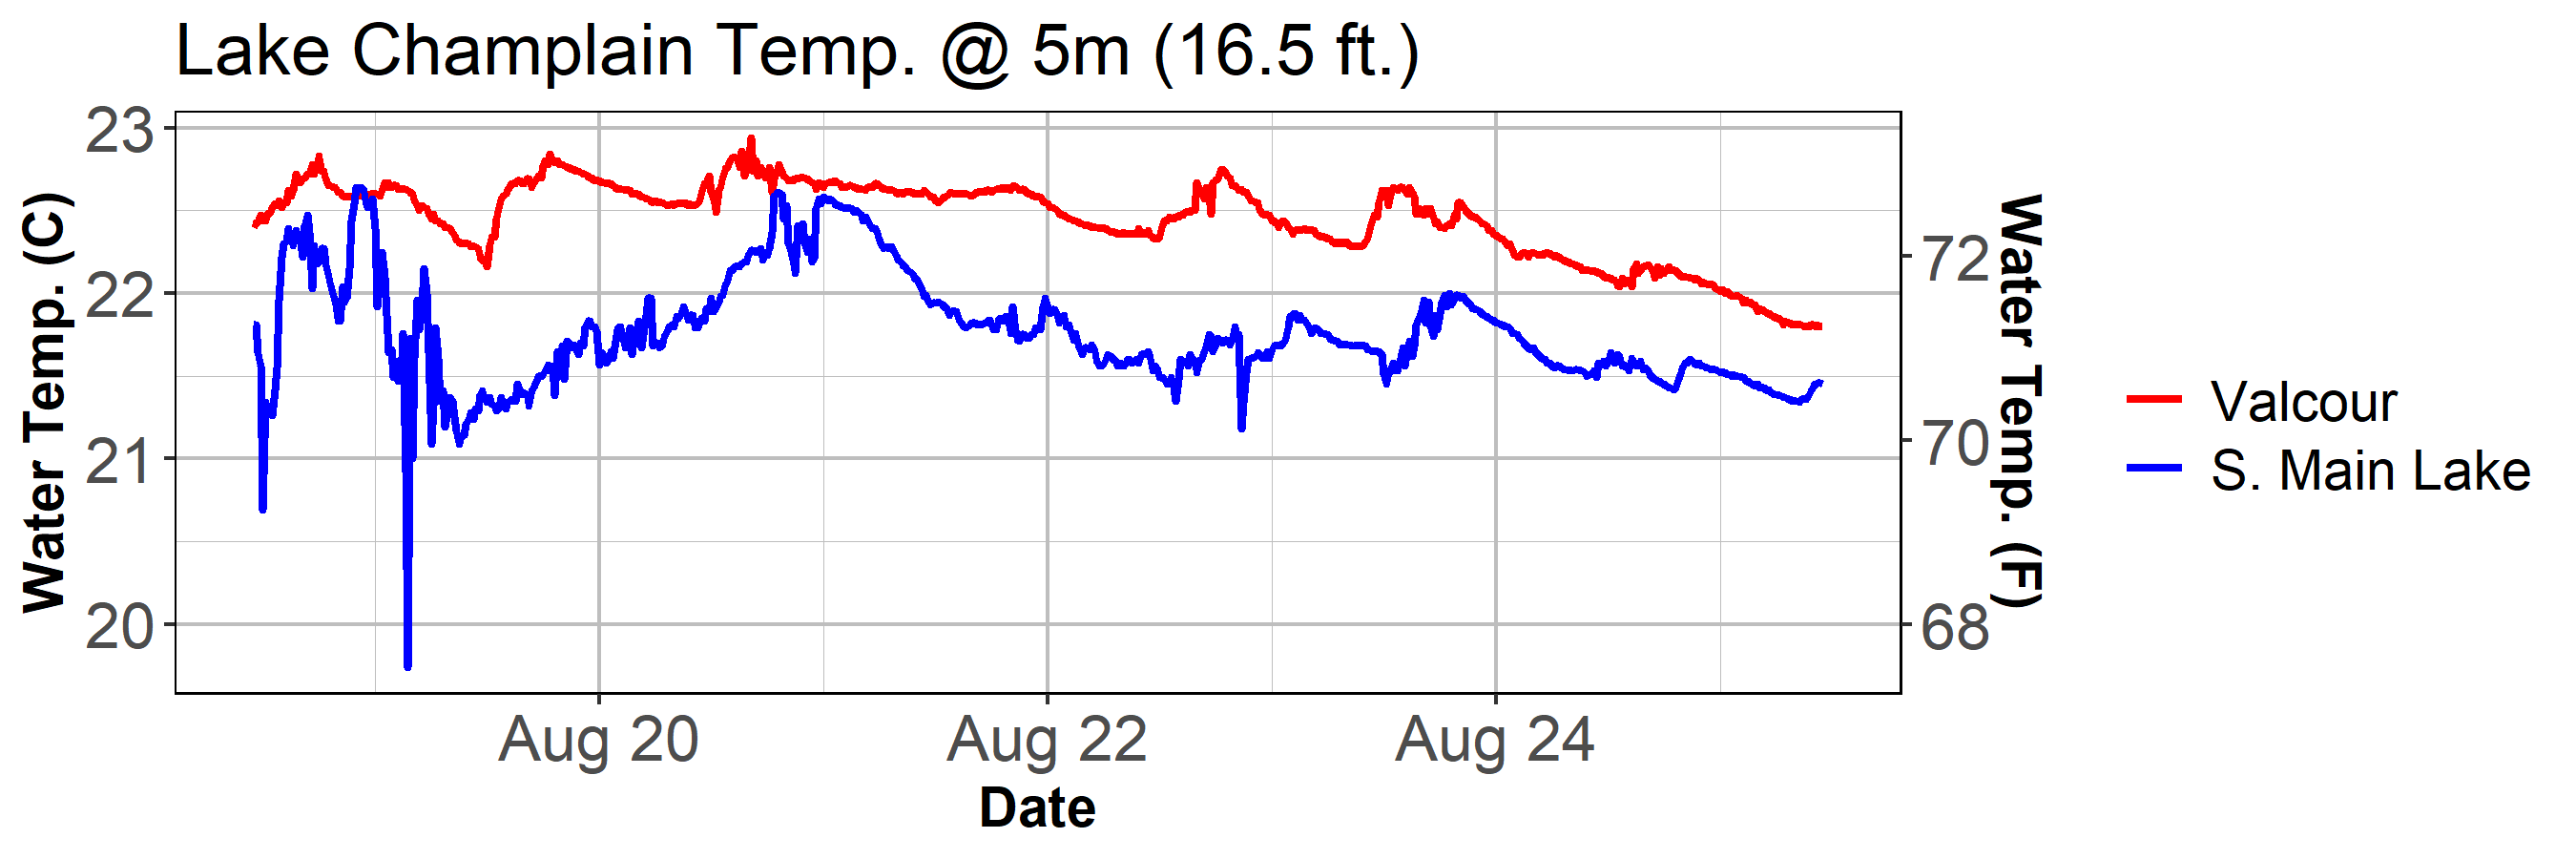 Lake Champlain Temp. @ 5m (16.5 ft.)
Water Temp. (C)
23
22
21
20
72
70
68
Water Temp. (F)
Aug 20 Aug 22 Aug 24
Date
Valcour
S. Main Lake